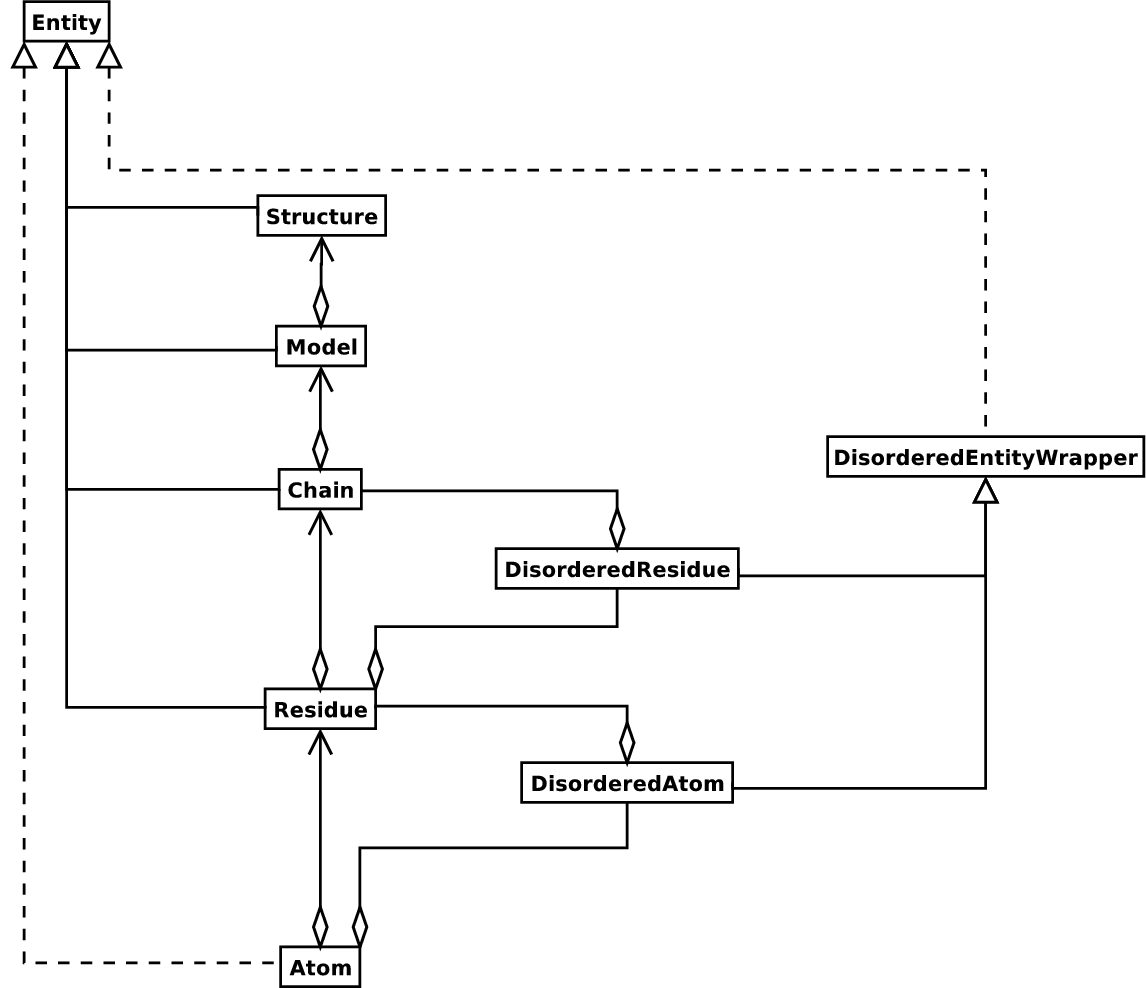 Entity
Structure
Model
DisorderedEntityWrapper
Chain
DisorderedResidue
Residue
DisorderedAtom
Atom